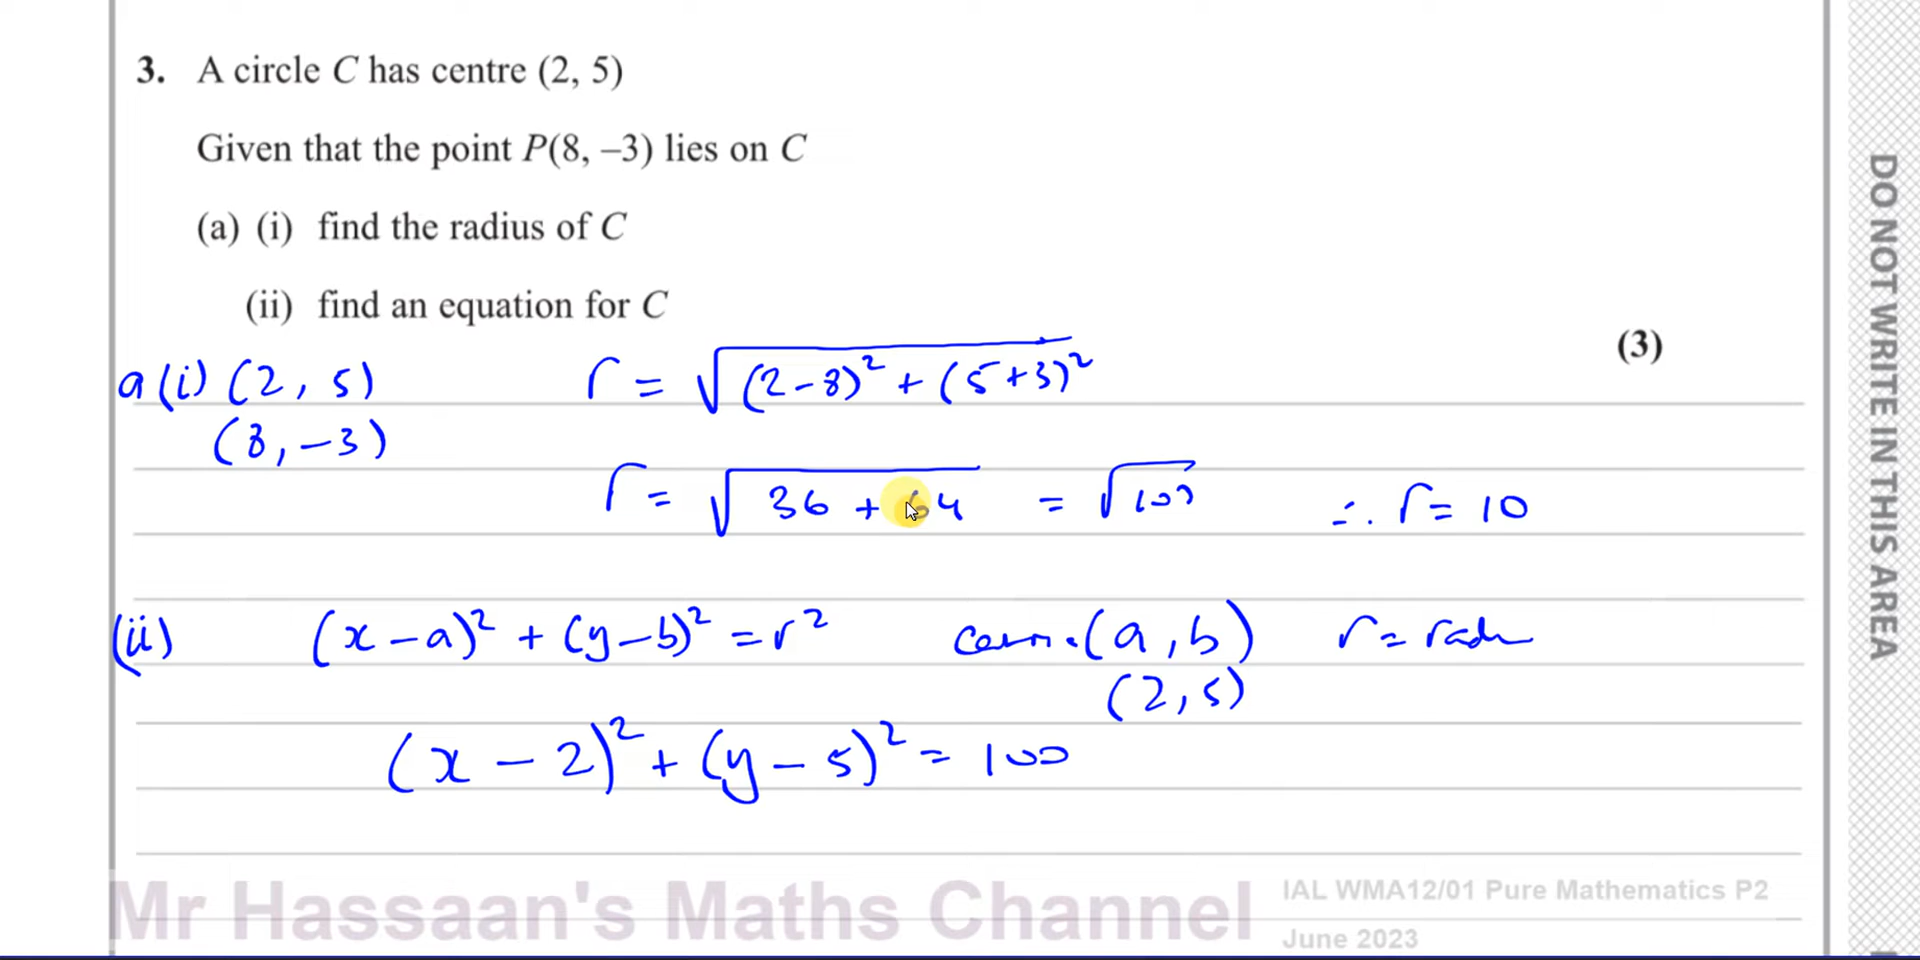 3. A circle C has centre (2, 5)
Given that the point P(8, –3) lies on C
(a) (i) find the radius of C
(ii) find an equation for C
(3)
a(i) (2, 5) r = √((2-8)² + (5+3)²)
(8, -3)
r = √(36 + 64) = √100 ∴ r = 10
(ii) (x-a)² + (y-b)² = r² (a, b) r =
(2, 5)
(x - 2)² + (y - 5)² = 100
Mr Hassaan's Maths Channel
IAL WMA12/01 Pure Mathematics P2
June 2023
DO NOT WRITE IN THIS AREA